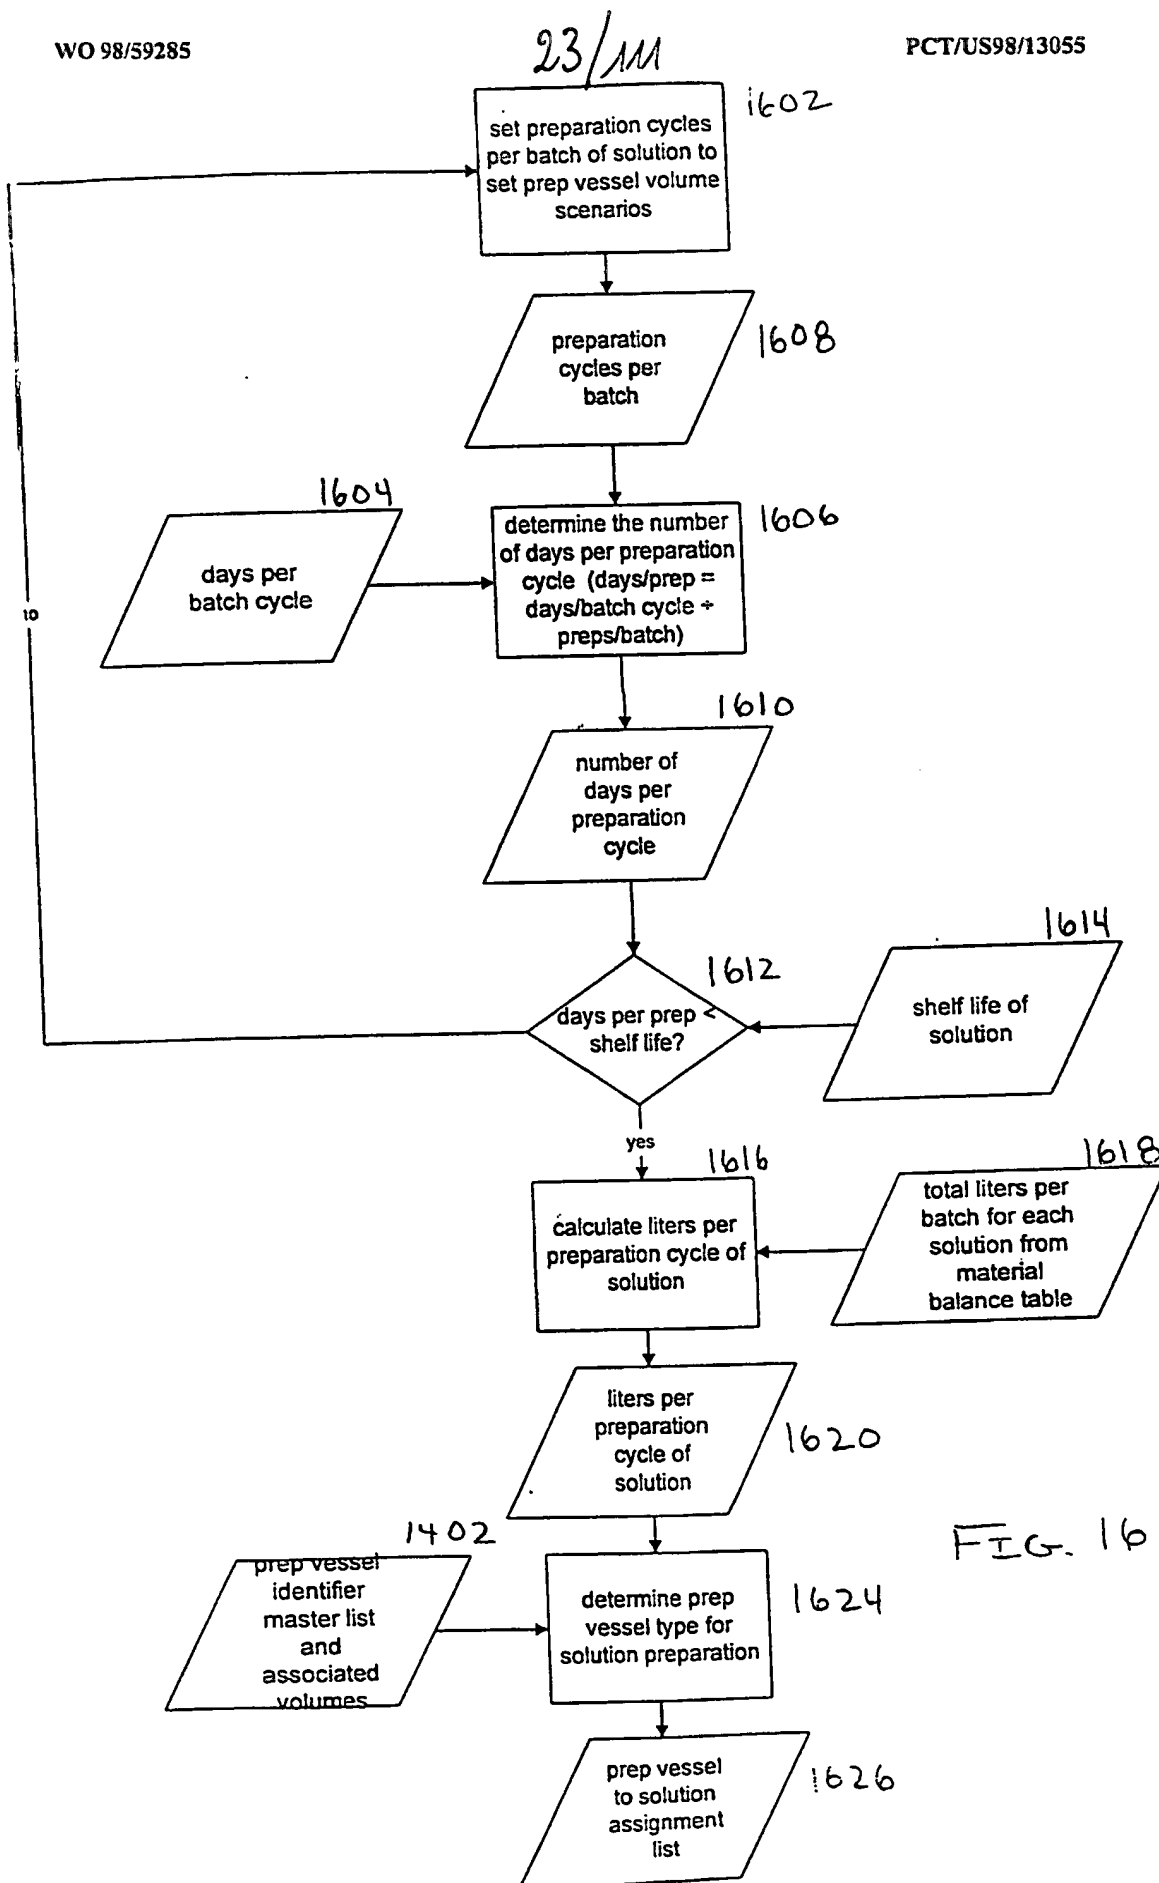 WO 98/59285
23/111
PCT/US98/13055
1602
set preparation cycles
per batch of solution to
set prep vessel volume
scenarios
preparation
cycles per
batch
1608
1604
days per
batch cycle
determine the number
of days per preparation
cycle (days/prep =
days/batch cycle ÷
preps/batch)
1606
1610
number of
days per
preparation
cycle
1612
days per prep <
shelf life?
1614
shelf life of
solution
yes
1616
calculate liters per
preparation cycle of
solution
1618
total liters per
batch for each
solution from
material
balance table
liters per
preparation
cycle of
solution
1620
1402
prep vessel
identifier
master list
and
associated
volumes
determine prep
vessel type for
solution preparation
1624
FIG. 16
prep vessel
to solution
assignment
list
1626